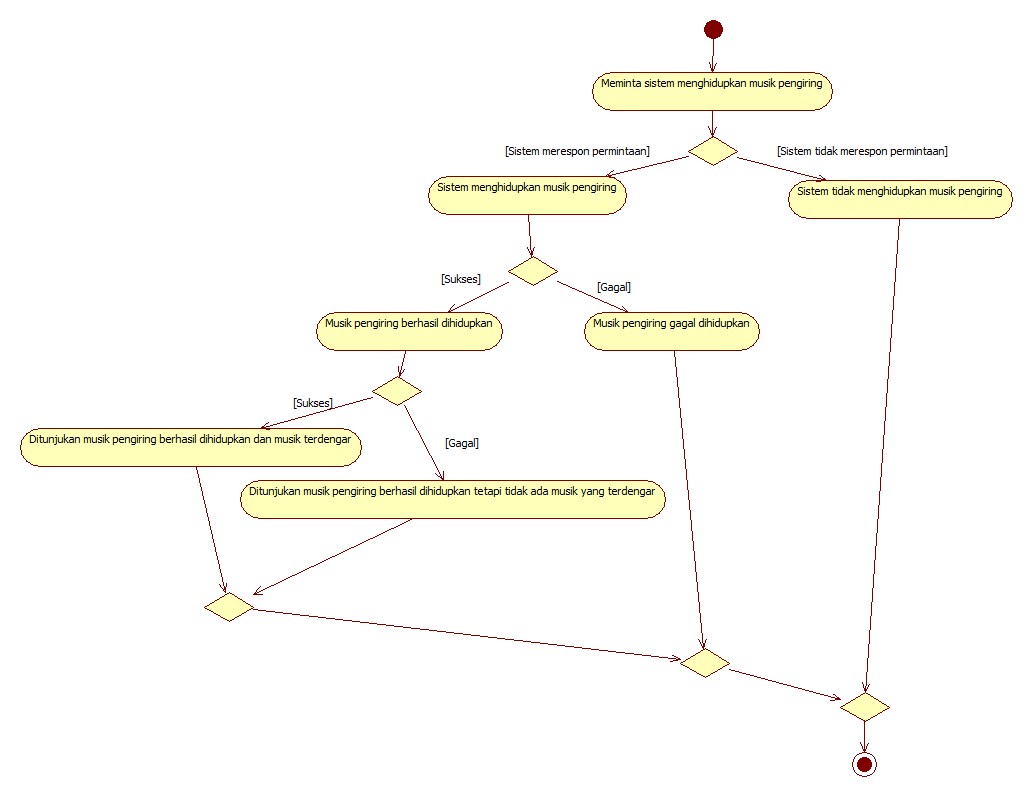 Meminta sistem menghidupkan musik pengiring
[Sistem merespon permintaan]
[Sistem tidak merespon permintaan]
Sistem menghidupkan musik pengiring
Sistem tidak menghidupkan musik pengiring
[Sukses]
[Gagal]
Musik pengiring berhasil dihidupkan
Musik pengiring gagal dihidupkan
[Sukses]
[Gagal]
Ditunjukan musik pengiring berhasil dihidupkan dan musik terdengar
Ditunjukan musik pengiring berhasil dihidupkan tetapi tidak ada musik yang terdengar